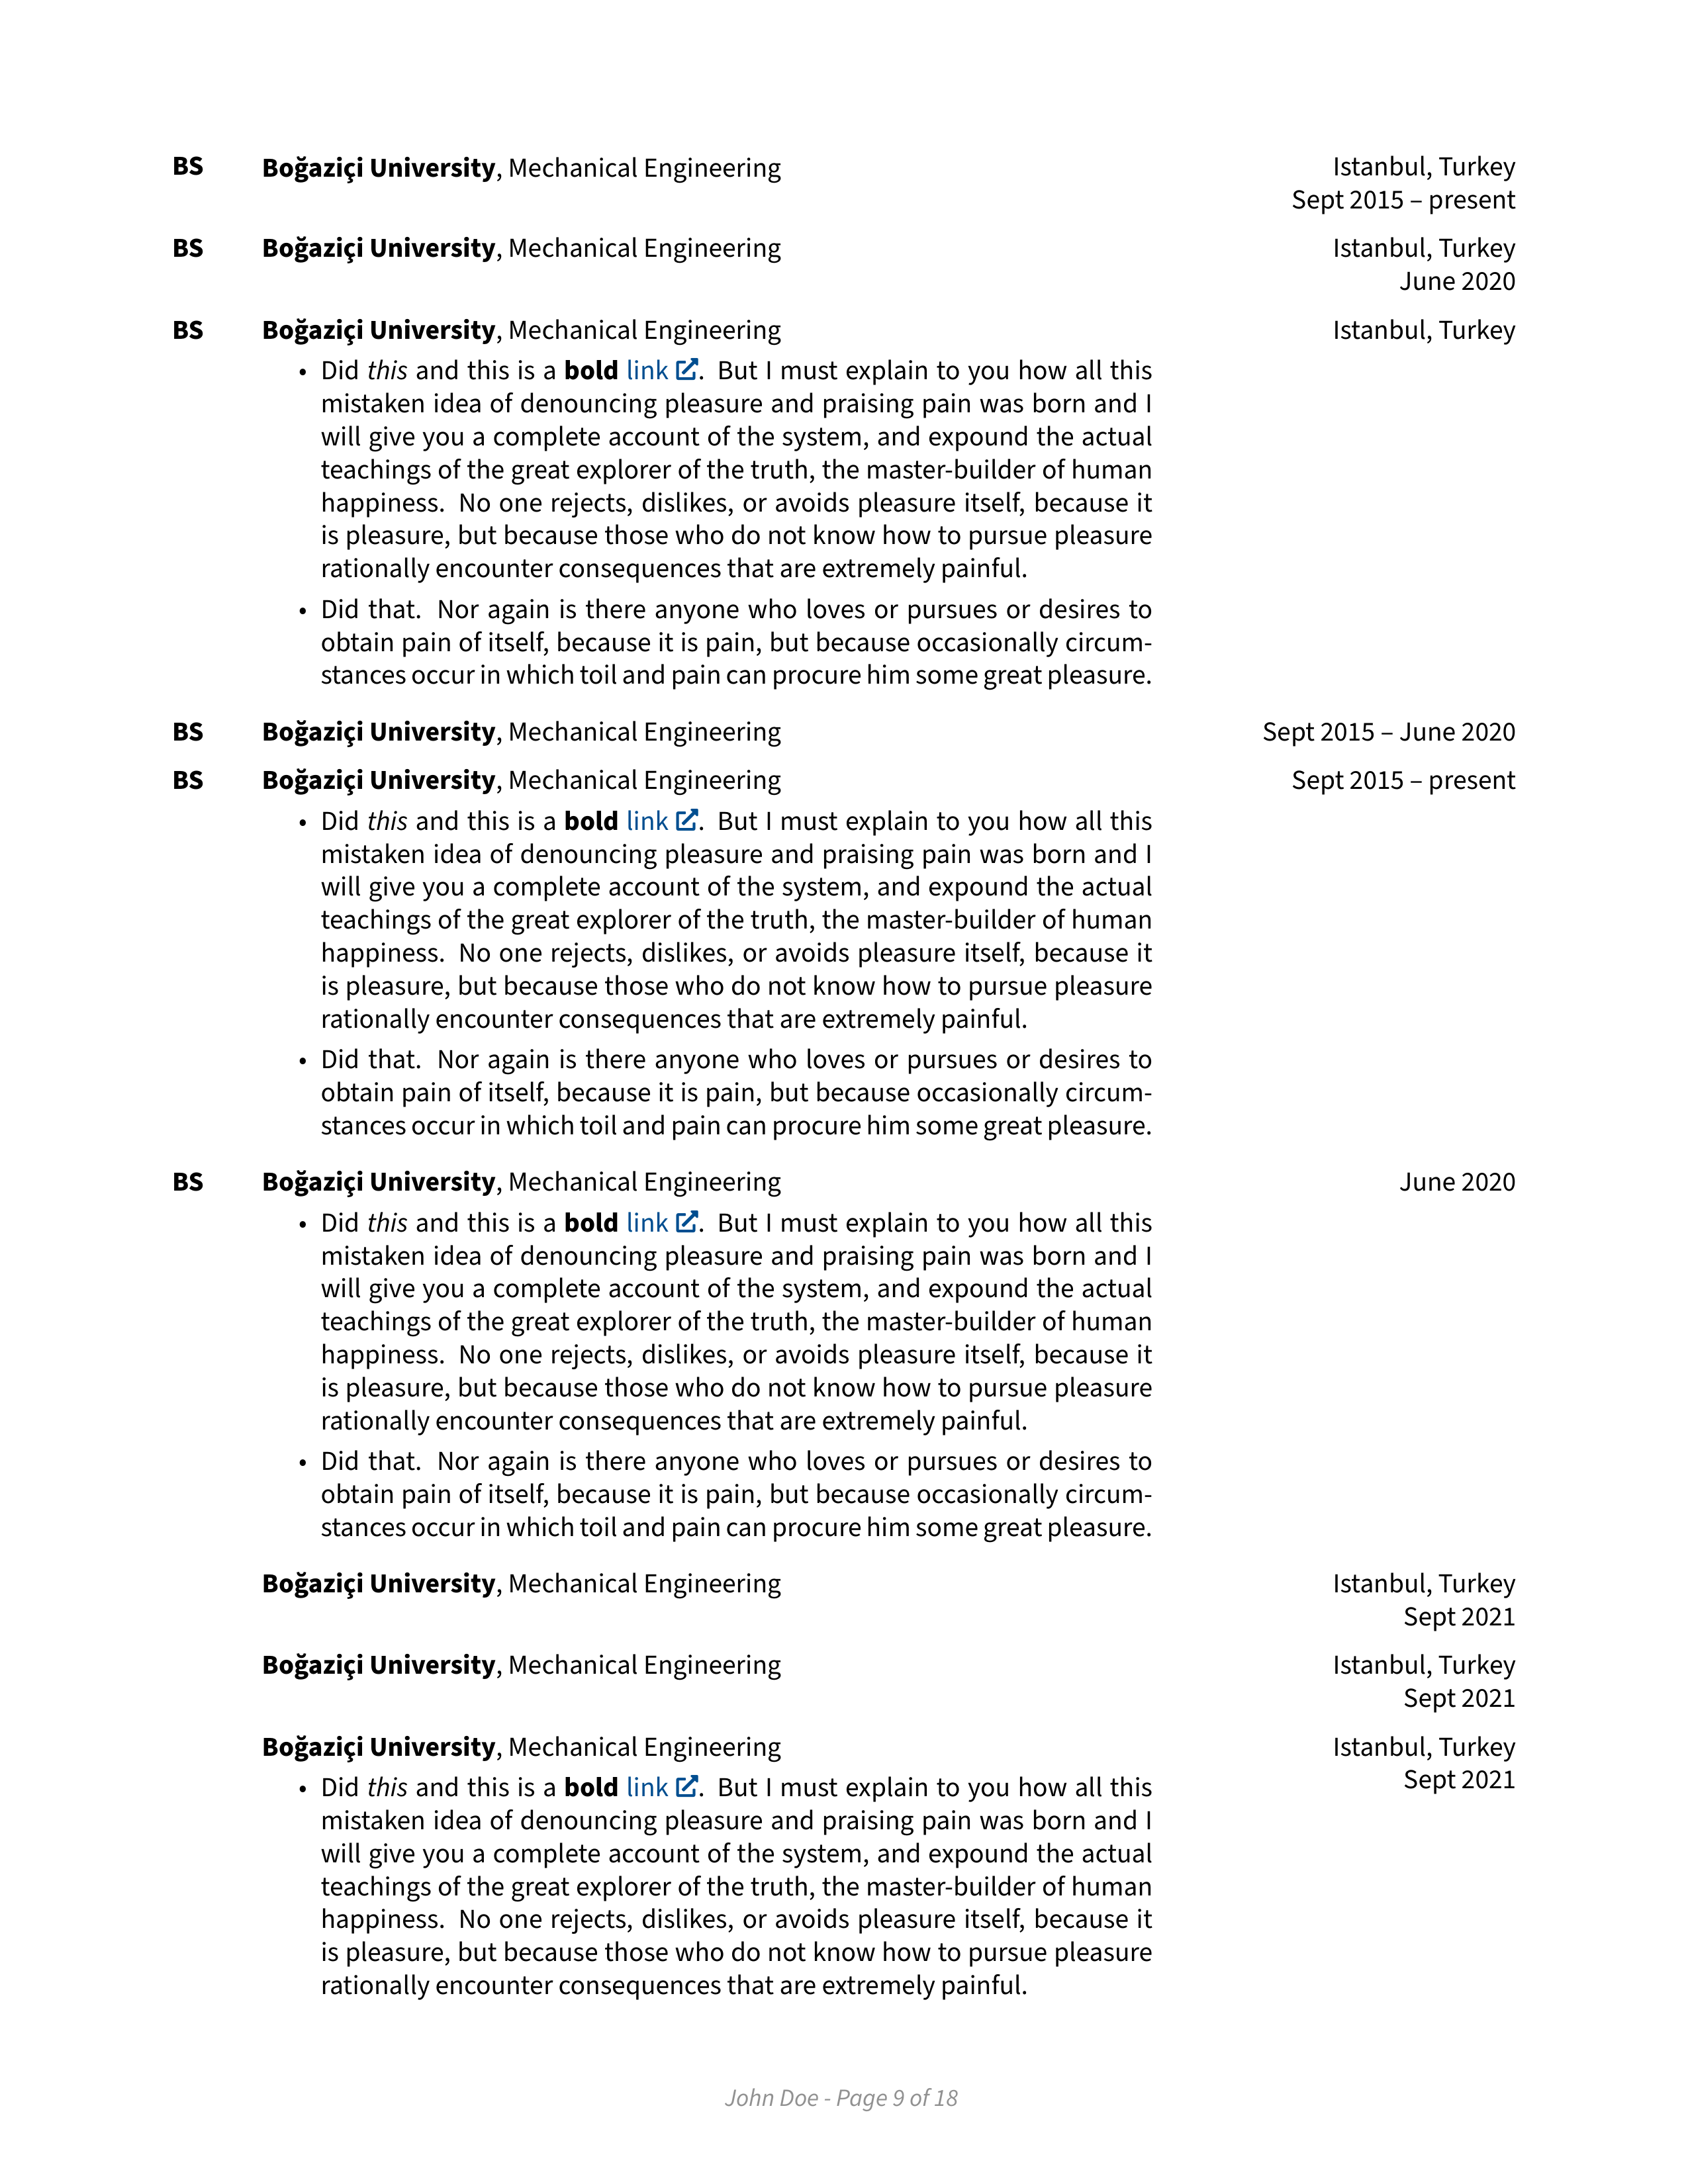 BS Boğaziçi University, Mechanical Engineering Istanbul, Turkey
Sept 2015 – present
BS Boğaziçi University, Mechanical Engineering Istanbul, Turkey
June 2020
BS Boğaziçi University, Mechanical Engineering Istanbul, Turkey
• Did this and this is a bold link. But I must explain to you how all this
mistaken idea of denouncing pleasure and praising pain was born and I
will give you a complete account of the system, and expound the actual
teachings of the great explorer of the truth, the master-builder of human
happiness. No one rejects, dislikes, or avoids pleasure itself, because it
is pleasure, but because those who do not know how to pursue pleasure
rationally encounter consequences that are extremely painful.
• Did that. Nor again is there anyone who loves or pursues or desires to
obtain pain of itself, because it is pain, but because occasionally circum-
stances occur in which toil and pain can procure him some great pleasure.
BS Boğaziçi University, Mechanical Engineering Sept 2015 – June 2020
BS Boğaziçi University, Mechanical Engineering Sept 2015 – present
• Did this and this is a bold link. But I must explain to you how all this
mistaken idea of denouncing pleasure and praising pain was born and I
will give you a complete account of the system, and expound the actual
teachings of the great explorer of the truth, the master-builder of human
happiness. No one rejects, dislikes, or avoids pleasure itself, because it
is pleasure, but because those who do not know how to pursue pleasure
rationally encounter consequences that are extremely painful.
• Did that. Nor again is there anyone who loves or pursues or desires to
obtain pain of itself, because it is pain, but because occasionally circum-
stances occur in which toil and pain can procure him some great pleasure.
BS Boğaziçi University, Mechanical Engineering June 2020
• Did this and this is a bold link. But I must explain to you how all this
mistaken idea of denouncing pleasure and praising pain was born and I
will give you a complete account of the system, and expound the actual
teachings of the great explorer of the truth, the master-builder of human
happiness. No one rejects, dislikes, or avoids pleasure itself, because it
is pleasure, but because those who do not know how to pursue pleasure
rationally encounter consequences that are extremely painful.
• Did that. Nor again is there anyone who loves or pursues or desires to
obtain pain of itself, because it is pain, but because occasionally circum-
stances occur in which toil and pain can procure him some great pleasure.
Boğaziçi University, Mechanical Engineering Istanbul, Turkey
Sept 2021
Boğaziçi University, Mechanical Engineering Istanbul, Turkey
Sept 2021
Boğaziçi University, Mechanical Engineering Istanbul, Turkey
Sept 2021
• Did this and this is a bold link. But I must explain to you how all this
mistaken idea of denouncing pleasure and praising pain was born and I
will give you a complete account of the system, and expound the actual
teachings of the great explorer of the truth, the master-builder of human
happiness. No one rejects, dislikes, or avoids pleasure itself, because it
is pleasure, but because those who do not know how to pursue pleasure
rationally encounter consequences that are extremely painful.
John Doe - Page 9 of 18